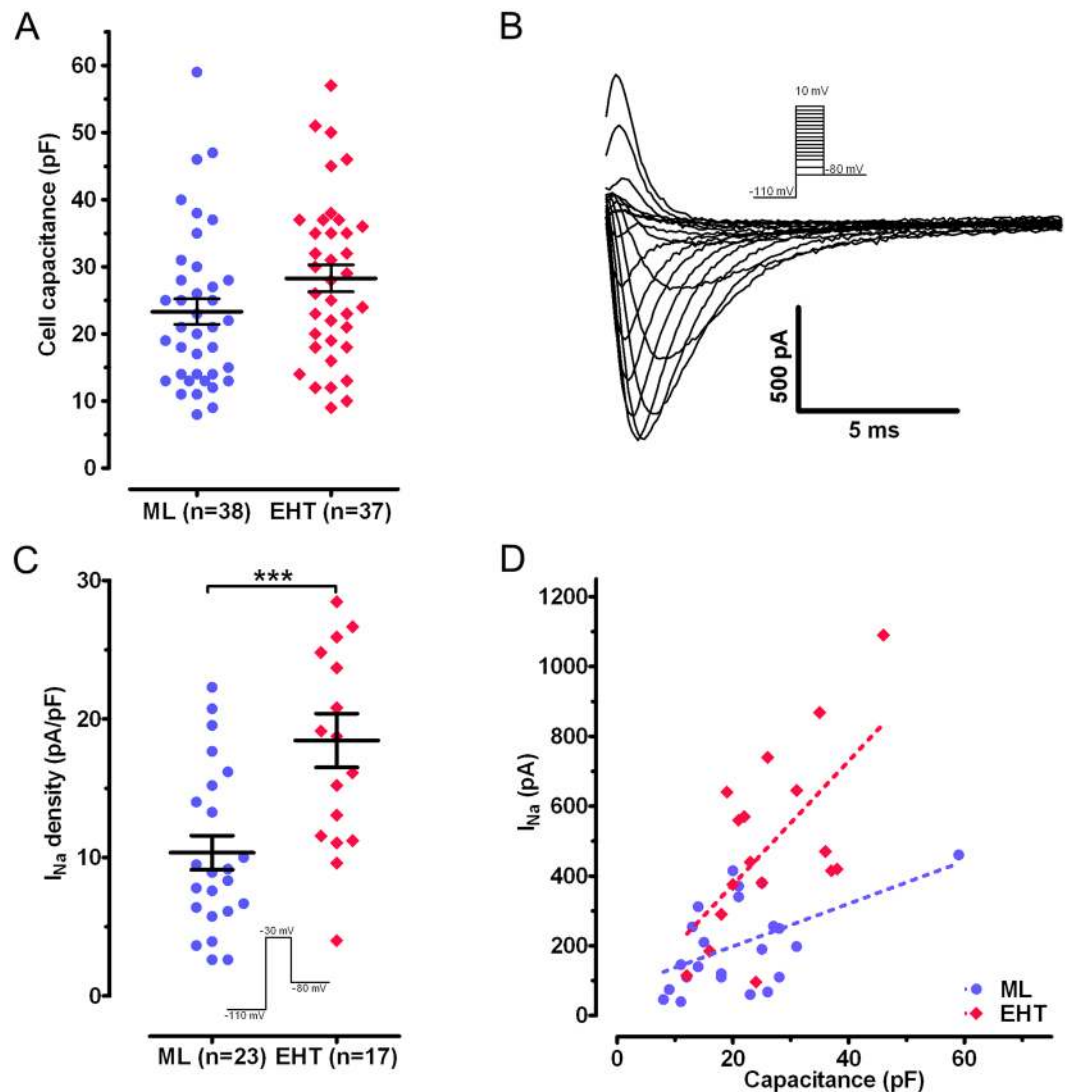 A
Cell capacitance (pF)
60
50
40
30
20
10
0
ML (n=38)
EHT (n=37)
B
10 mV
-80 mV
-110 mV
500 pA
5 ms
C
***
I_Na density (pA/pF)
30
20
10
0
-30 mV
-80 mV
-110 mV
ML (n=23)
EHT (n=17)
D
I_Na (pA)
1200
1000
800
600
400
200
0
0
20
40
60
Capacitance (pF)
ML
EHT